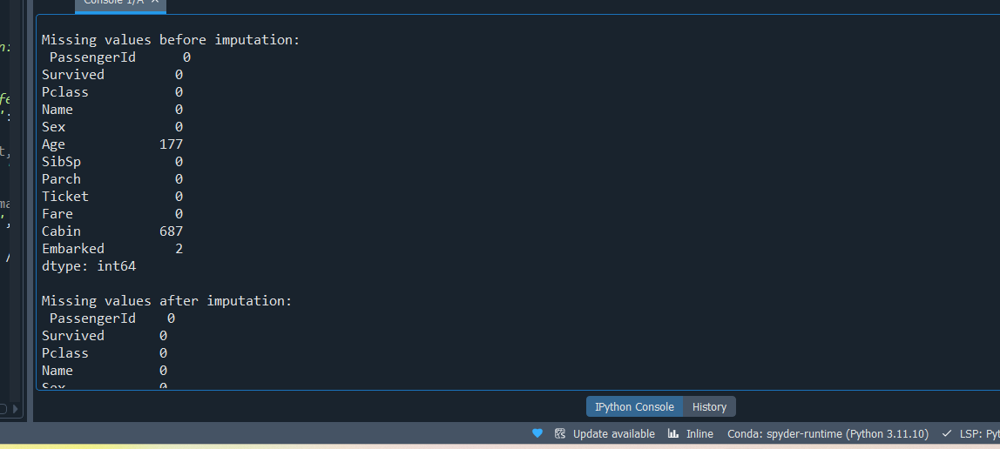 Console 1/A ×
n:
fe
':
t,
ma
',
Missing values before imputation:
 PassengerId      0
Survived         0
Pclass           0
Name             0
Sex              0
Age            177
SibSp            0
Parch            0
Ticket           0
Fare             0
Cabin          687
Embarked         2
dtype: int64
Missing values after imputation:
 PassengerId    0
Survived       0
Pclass         0
Name           0
Sex            0
IPython Console History
Update available Inline Conda: spyder-runtime (Python 3.11.10) LSP: Pyt